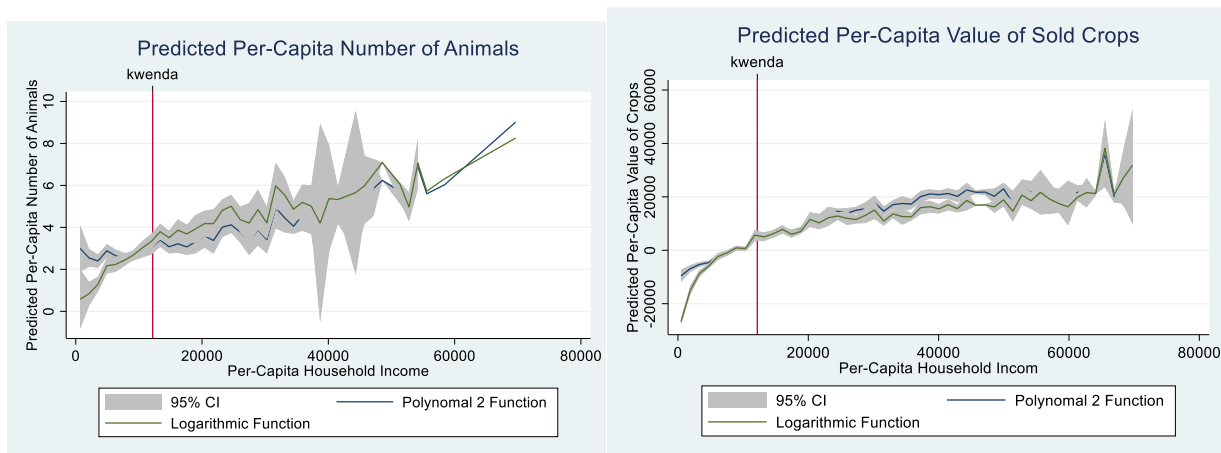 Predicted Per-Capita Number of Animals
kwenda
Predicted Per-Capita Number of Animals
10
8
6
4
2
0
0 20000 40000 60000 80000
Per-Capita Household Income
95% CI Polynomal 2 Function
Logarithmic Function
Predicted Per-Capita Value of Sold Crops
kwenda
Predicted Per-Capita Value of Crops
60000
40000
20000
0
-20000
0 20000 40000 60000 80000
Per-Capita Household Incom
95% CI Polynomal 2 Function
Logarithmic Function